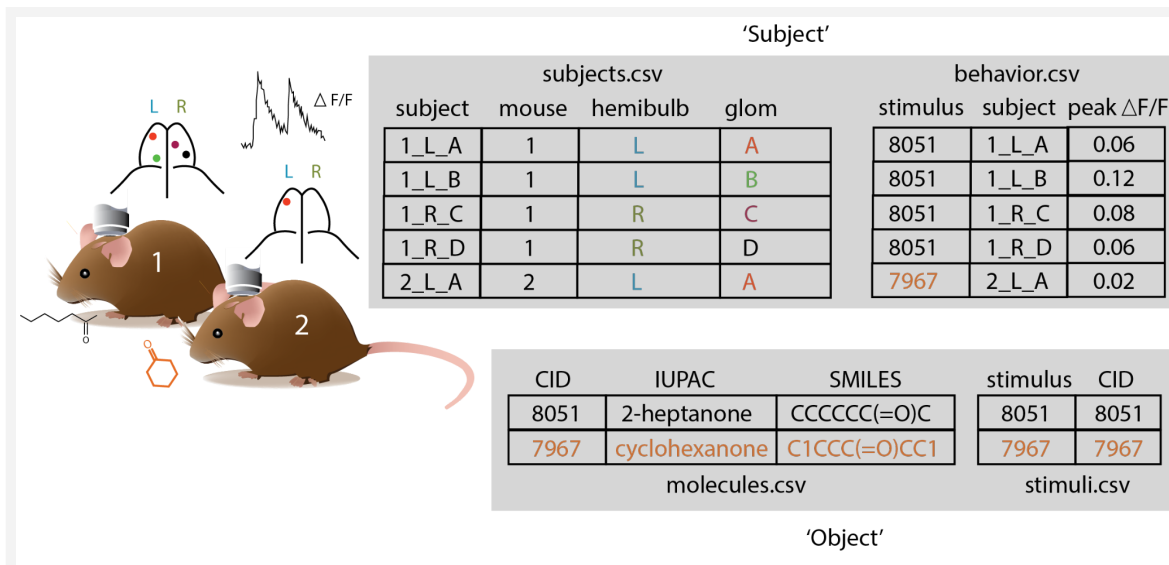 ‘Subject’
subjects.csv
subject mouse hemibulb glom
1_L_A 1 L A
1_L_B 1 L B
1_R_C 1 R C
1_R_D 1 R D
2_L_A 2 L A
behavior.csv
stimulus subject peak ΔF/F
8051 1_L_A 0.06
8051 1_L_B 0.12
8051 1_R_C 0.08
8051 1_R_D 0.06
7967 2_L_A 0.02
L R
Δ F/F
L R
1
2
O
O
CID IUPAC SMILES
8051 2-heptanone CCCCCC(=O)C
7967 cyclohexanone C1CCC(=O)CC1
molecules.csv
stimulus CID
8051 8051
7967 7967
stimuli.csv
‘Object’